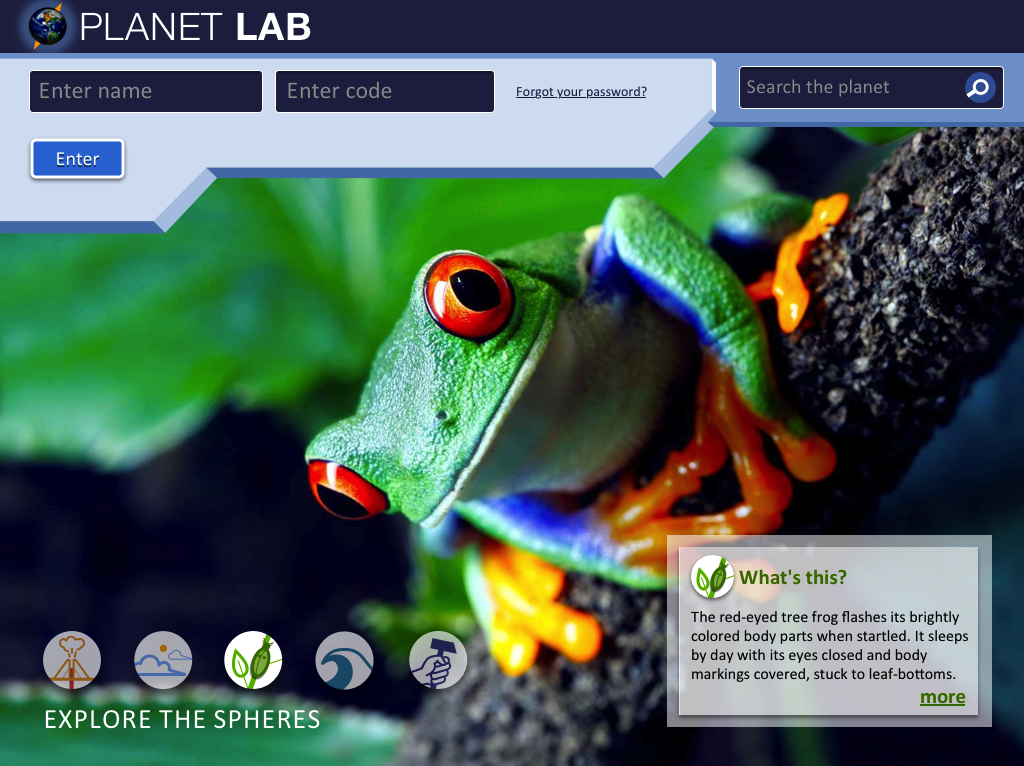 PLANET LAB
Enter name
Enter code
Forgot your password?
Search the planet
Enter
What's this?
The red-eyed tree frog flashes its brightly
colored body parts when startled. It sleeps
by day with its eyes closed and body
markings covered, stuck to leaf-bottoms.
more
EXPLORE THE SPHERES